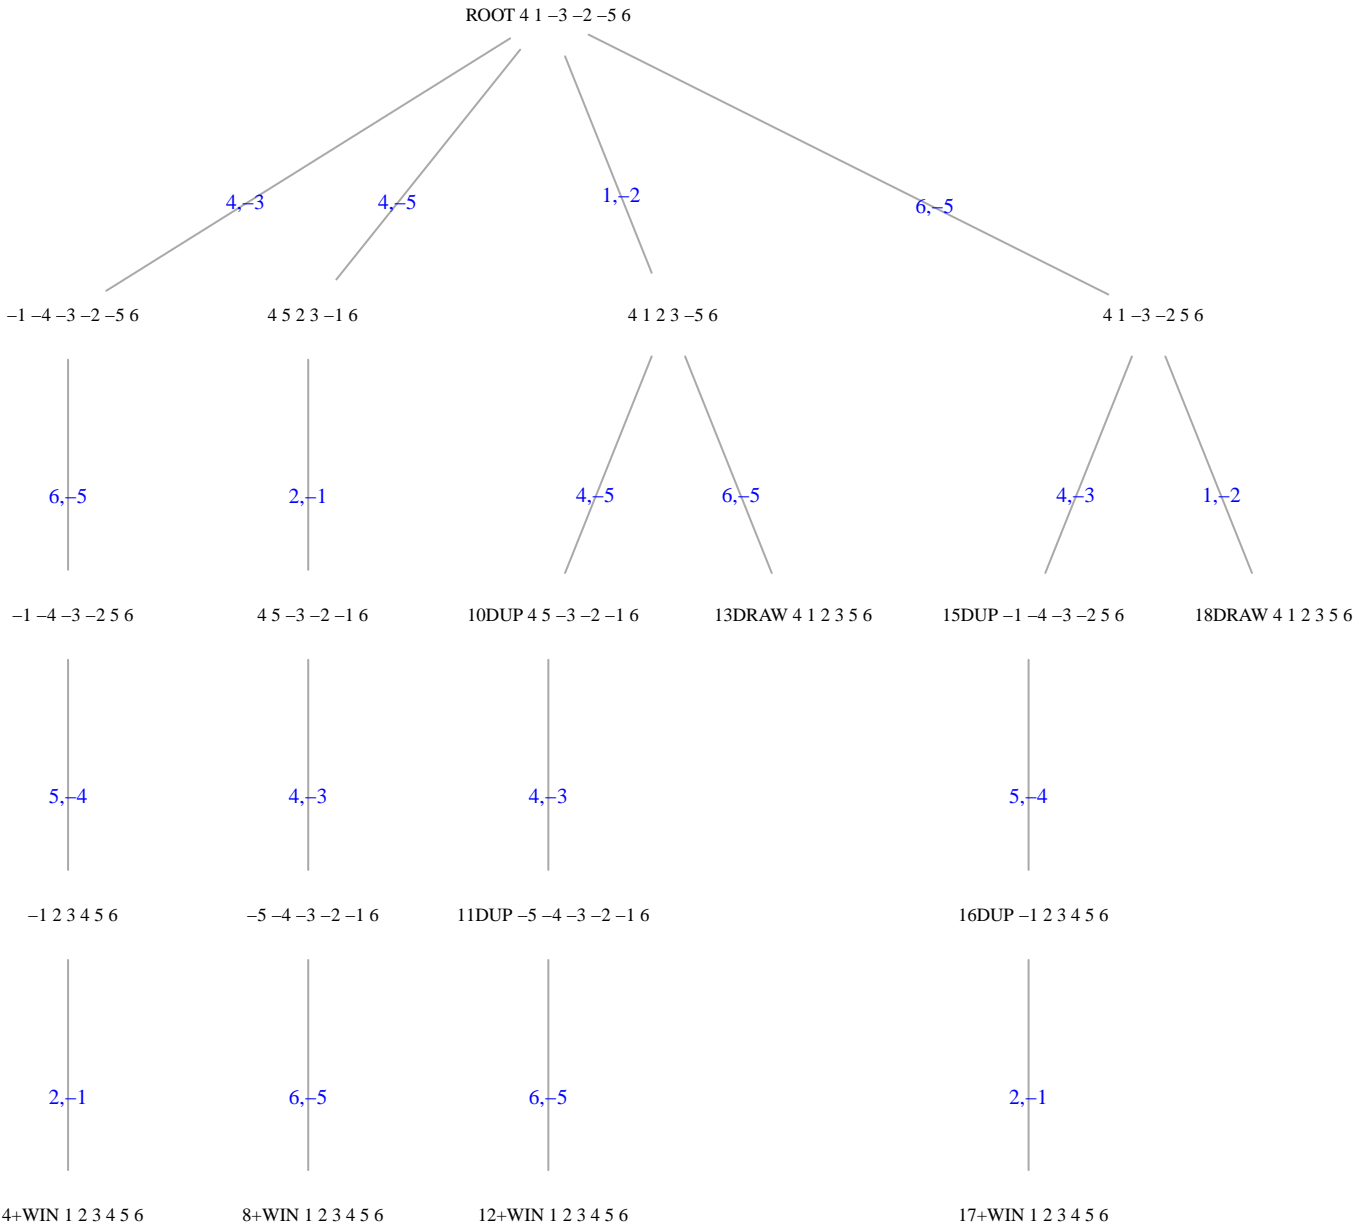 ROOT 4 1 –3 –2 –5 6
4,–3
4,–5
1,–2
6,–5
–1 –4 –3 –2 –5 6
4 5 2 3 –1 6
4 1 2 3 –5 6
4 1 –3 –2 5 6
6,–5
2,–1
4,–5
6,–5
4,–3
1,–2
–1 –4 –3 –2 5 6
4 5 –3 –2 –1 6
10DUP 4 5 –3 –2 –1 6
13DRAW 4 1 2 3 5 6
15DUP –1 –4 –3 –2 5 6
18DRAW 4 1 2 3 5 6
5,–4
4,–3
4,–3
5,–4
–1 2 3 4 5 6
–5 –4 –3 –2 –1 6
11DUP –5 –4 –3 –2 –1 6
16DUP –1 2 3 4 5 6
2,–1
6,–5
6,–5
2,–1
4+WIN 1 2 3 4 5 6
8+WIN 1 2 3 4 5 6
12+WIN 1 2 3 4 5 6
17+WIN 1 2 3 4 5 6